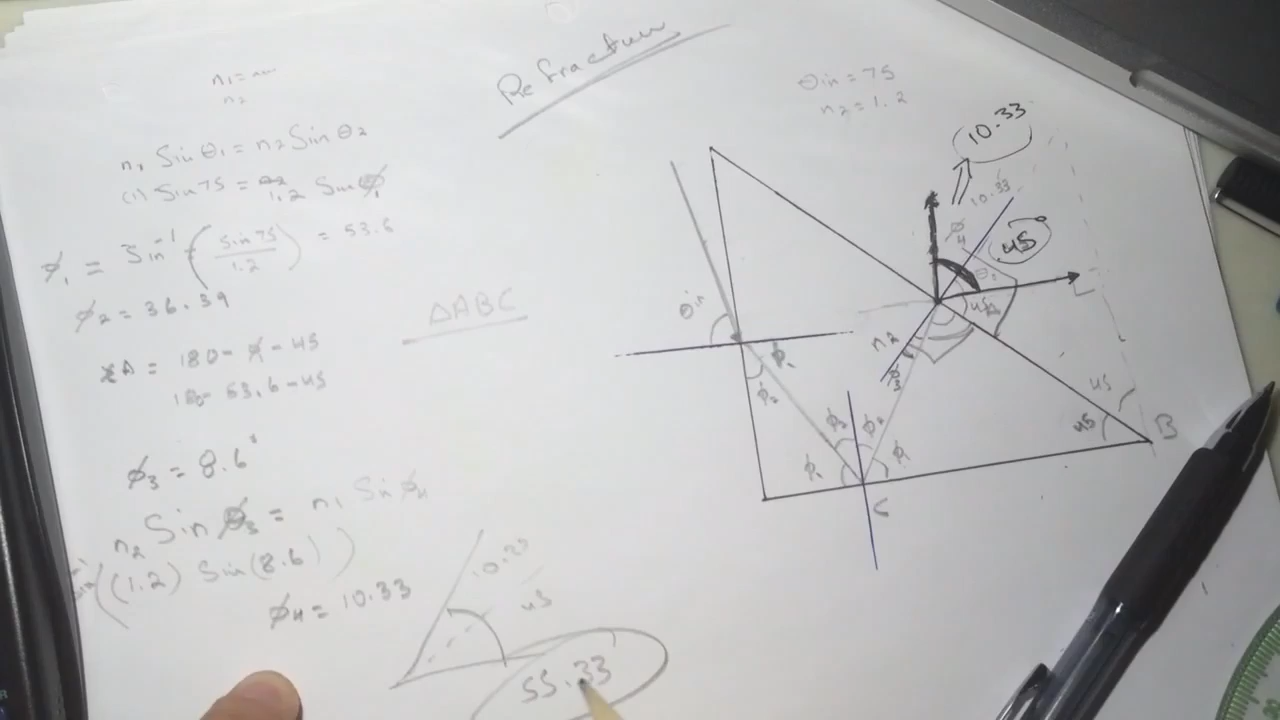 Refraction
n₁ =
n₂
n₁ Sin θ₁ = n₂ Sin θ₂
(1) Sin 75 = 1.2 Sin ϕ₁
ϕ₁ = Sin⁻¹ (Sin 75 / 1.2) = 53.6
ϕ₂ = 36.39
∠A = 180 - ϕ - 45
53.6 - 45
ϕ₃ = 8.6°
n₂ Sin ϕ₃ = n₁ Sin ϕ₄
((1.2) Sin(8.6))
ϕ₄ = 10.33
△ABC
10.33
45
55.33
θin = 75
n₂ = 1.2
10.33
10.33
ϕ₄
45
θin
45
A
n₂
ϕ₃
ϕ₁
ϕ₂
ϕ₂
ϕ₂
ϕ₁
ϕ₁
C
45
45
B